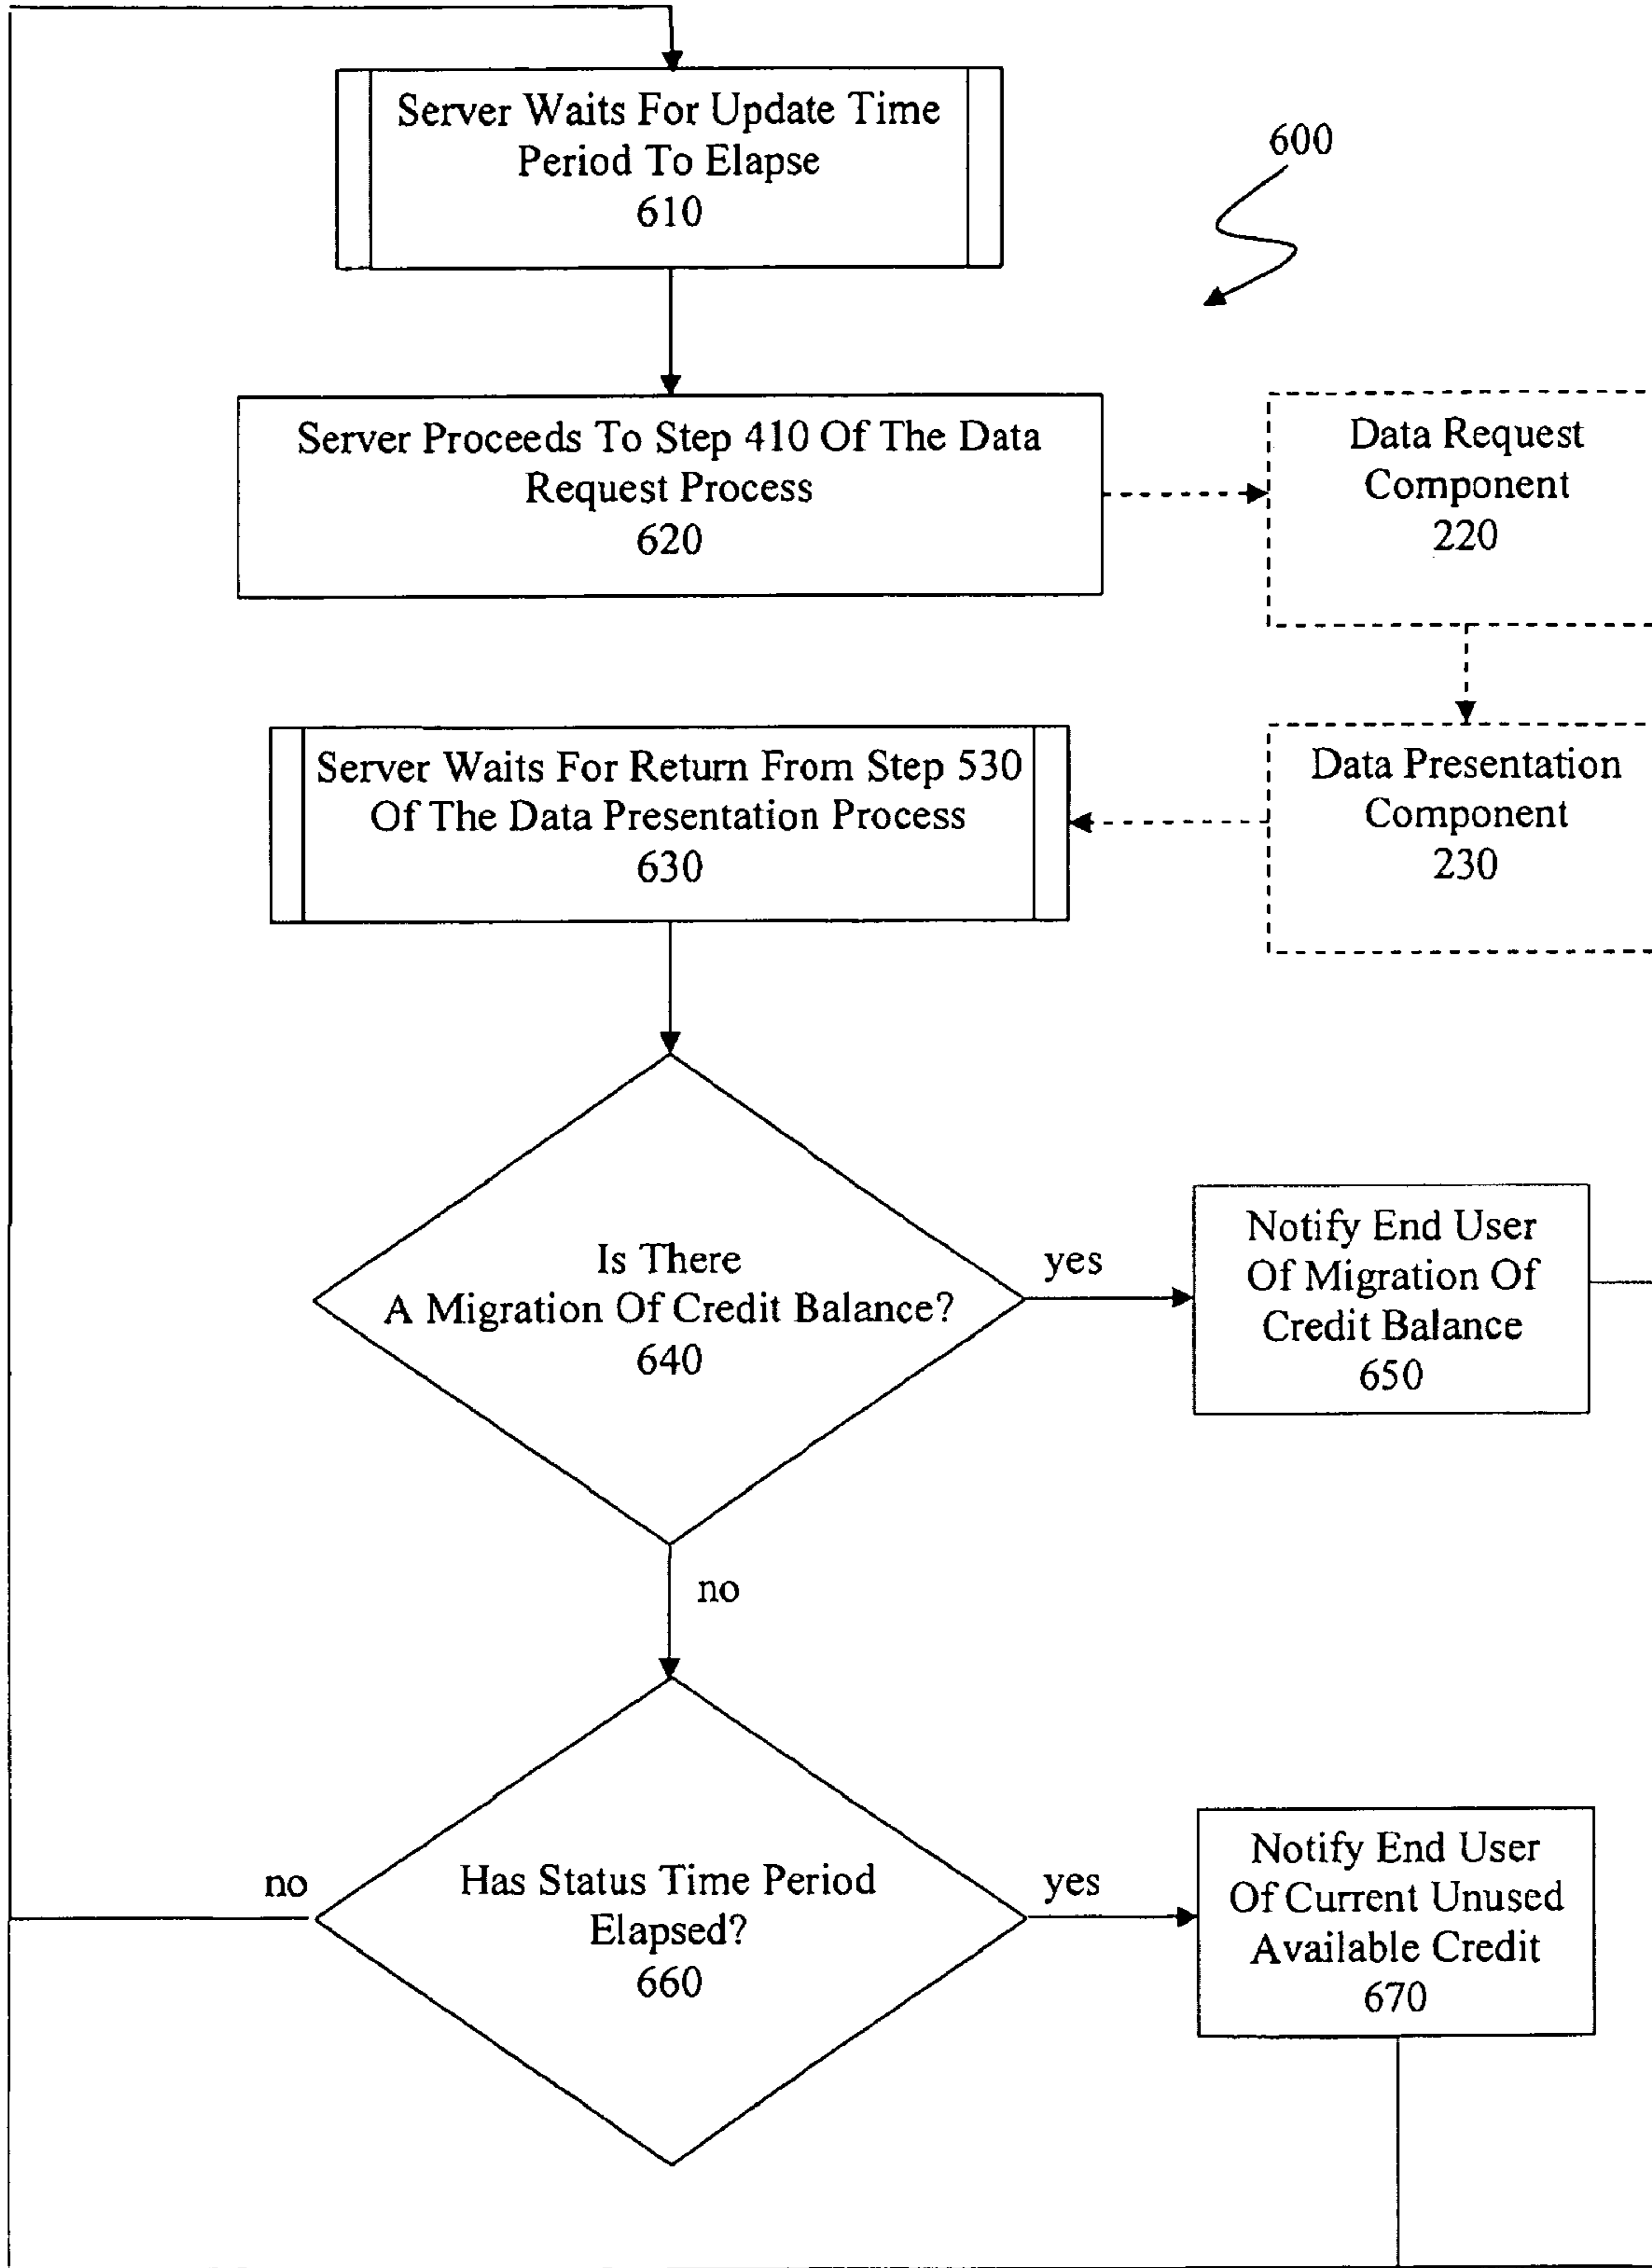 Server Waits For Update Time
Period To Elapse
610
600
Server Proceeds To Step 410 Of The Data
Request Process
620
Data Request
Component
220
Server Waits For Return From Step 530
Of The Data Presentation Process
630
Data Presentation
Component
230
Is There
A Migration Of Credit Balance?
640
yes
Notify End User
Of Migration Of
Credit Balance
650
no
Has Status Time Period
Elapsed?
660
no
yes
Notify End User
Of Current Unused
Available Credit
670